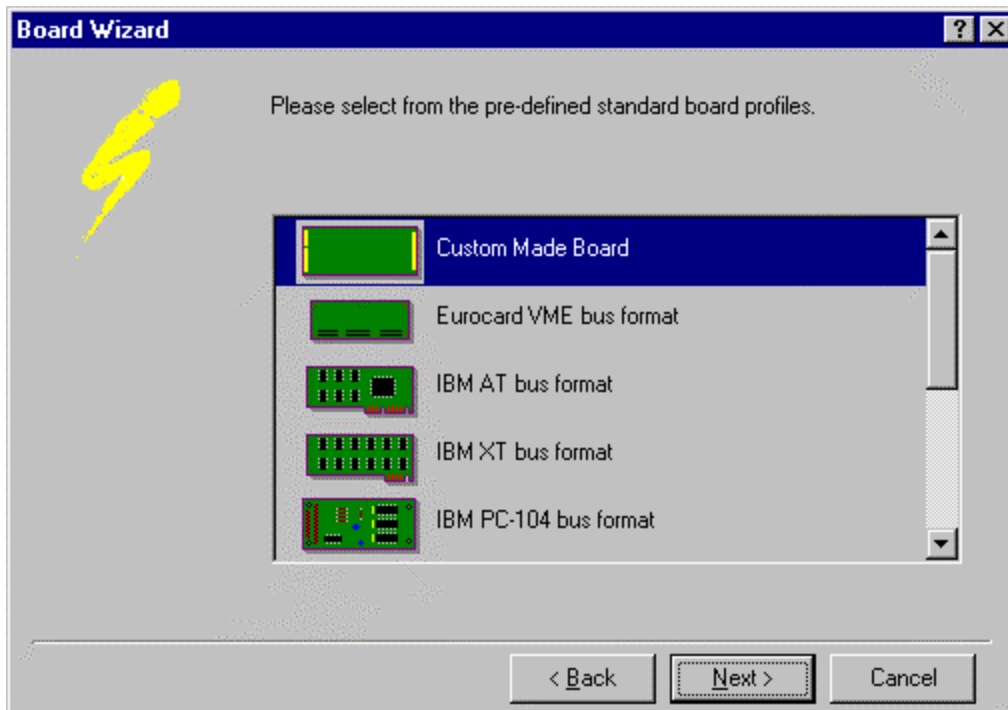 Board Wizard
Please select from the pre-defined standard board profiles.
Custom Made Board
Eurocard VME bus format
IBM AT bus format
IBM XT bus format
IBM PC-104 bus format
< Back
Next >
Cancel